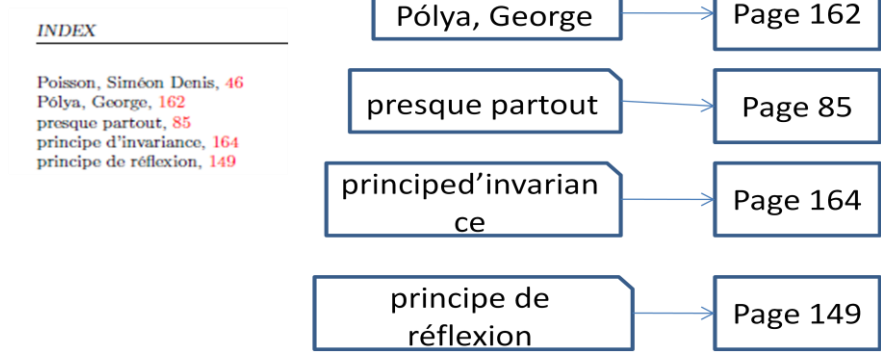 INDEX
Poisson, Siméon Denis, 46
Pólya, George, 162
presque partout, 85
principe d'invariance, 164
principe de réflexion, 149
Pólya, George
Page 162
presque partout
Page 85
principed’invarian
ce
Page 164
principe de
réflexion
Page 149